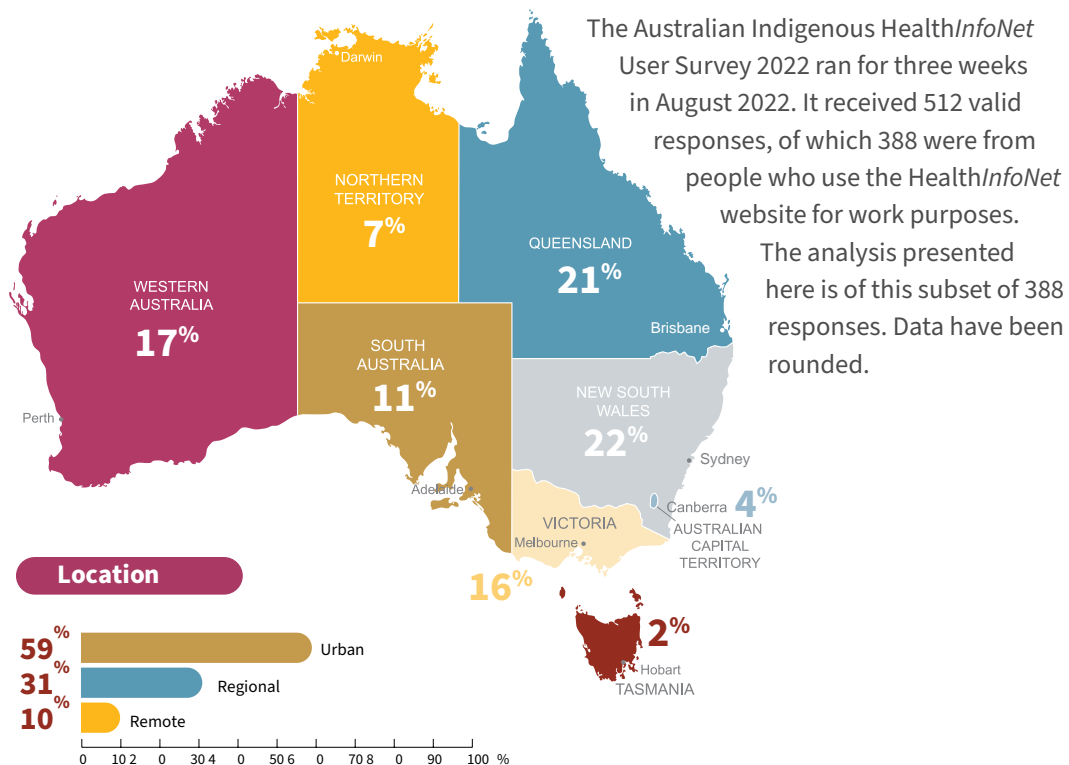 The Australian Indigenous HealthInfoNet
User Survey 2022 ran for three weeks
in August 2022. It received 512 valid
responses, of which 388 were from
people who use the HealthInfoNet
website for work purposes.
The analysis presented
here is of this subset of 388
responses. Data have been
rounded.
Darwin
NORTHERN
TERRITORY
7%
QUEENSLAND
21%
Brisbane
WESTERN
AUSTRALIA
17%
Perth
SOUTH
AUSTRALIA
11%
Adelaide
NEW SOUTH
WALES
22%
Sydney
Canberra 4%
AUSTRALIAN
CAPITAL
TERRITORY
VICTORIA
Melbourne
16%
2%
Hobart
TASMANIA
Location
59% Urban
31% Regional
10% Remote
0 10 2 0 30 4 0 50 6 0 70 8 0 90 100 %